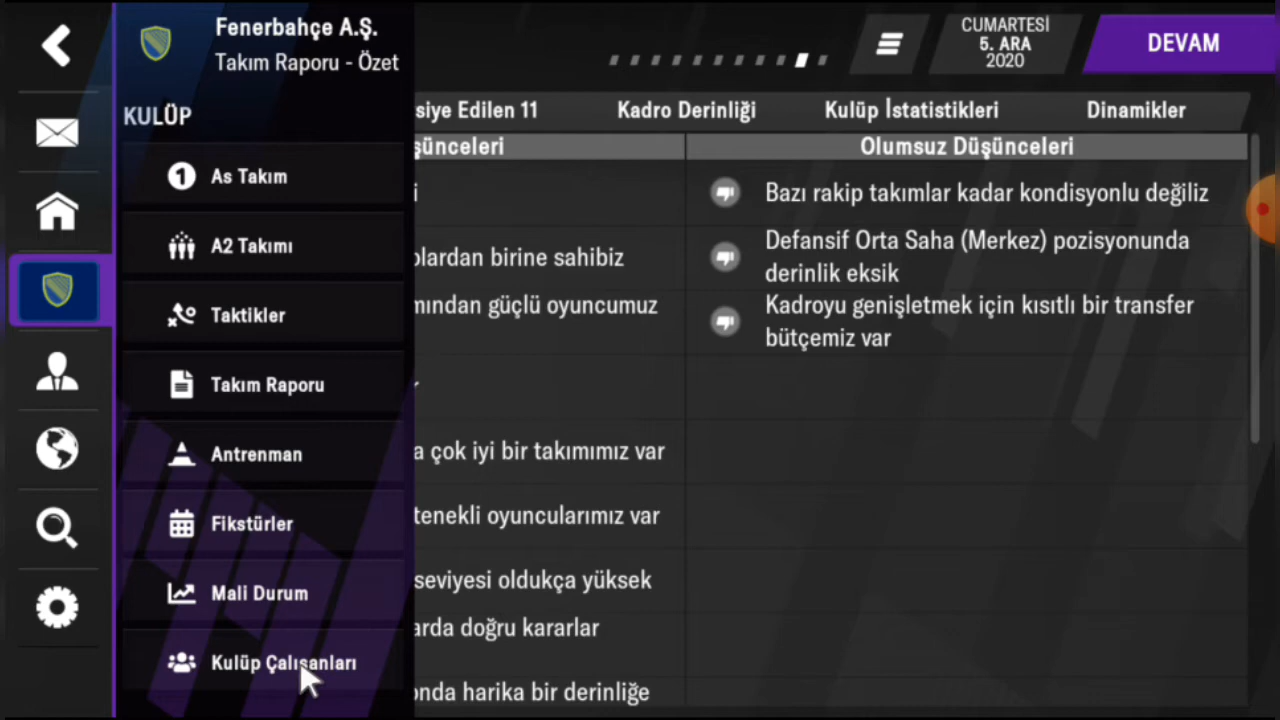 Fenerbahçe A.Ş.
Takım Raporu - Özet
CUMARTESİ
5. ARA
2020
DEVAM
KULÜP
As Takım
A2 Takımı
Taktikler
Takım Raporu
Antrenman
Fikstürler
Mali Durum
Kulüp Çalışanları
siye Edilen 11
Kadro Derinliği
Kulüp İstatistikleri
Dinamikler
şünceleri
Olumsuz Düşünceleri
i
olardan birine sahibiz
mından güçlü oyuncumuz
r
a çok iyi bir takımımız var
tenekli oyuncularımız var
seviyesi oldukça yüksek
arda doğru kararlar
onda harika bir derinliğe
Bazı rakip takımlar kadar kondisyonlu değiliz
Defansif Orta Saha (Merkez) pozisyonunda
derinlik eksik
Kadroyu genişletmek için kısıtlı bir transfer
bütçemiz var